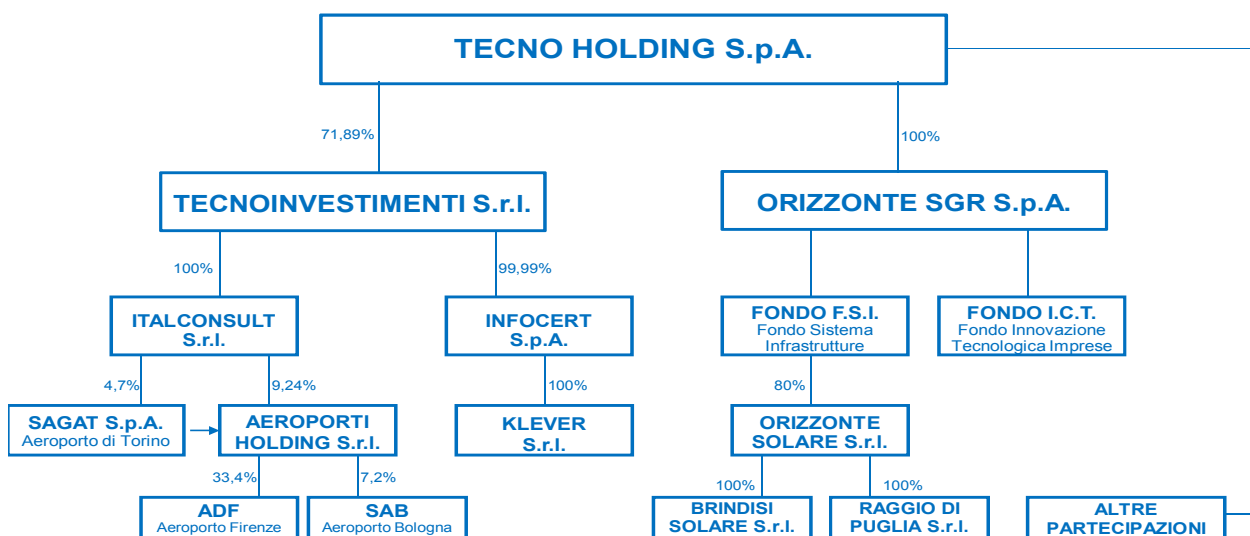 TECNO HOLDING S.p.A.
71,89%
100%
TECNOINVESTIMENTI S.r.l.
ORIZZONTE SGR S.p.A.
100%
99,99%
ITALCONSULT
S.r.l.
INFOCERT
S.p.A.
FONDO F.S.I.
Fondo Sistema
Infrastrutture
FONDO I.C.T.
Fondo Innovazione
Tecnologica Imprese
4,7%
9,24%
100%
80%
SAGAT S.p.A.
Aeroporto di Torino
AEROPORTI
HOLDING S.r.l.
KLEVER
S.r.l.
ORIZZONTE
SOLARE S.r.l.
33,4%
7,2%
100%
100%
ADF
Aeroporto Firenze
SAB
Aeroporto Bologna
BRINDISI
SOLARE S.r.l.
RAGGIO DI
PUGLIA S.r.l.
ALTRE
PARTECIPAZIONI